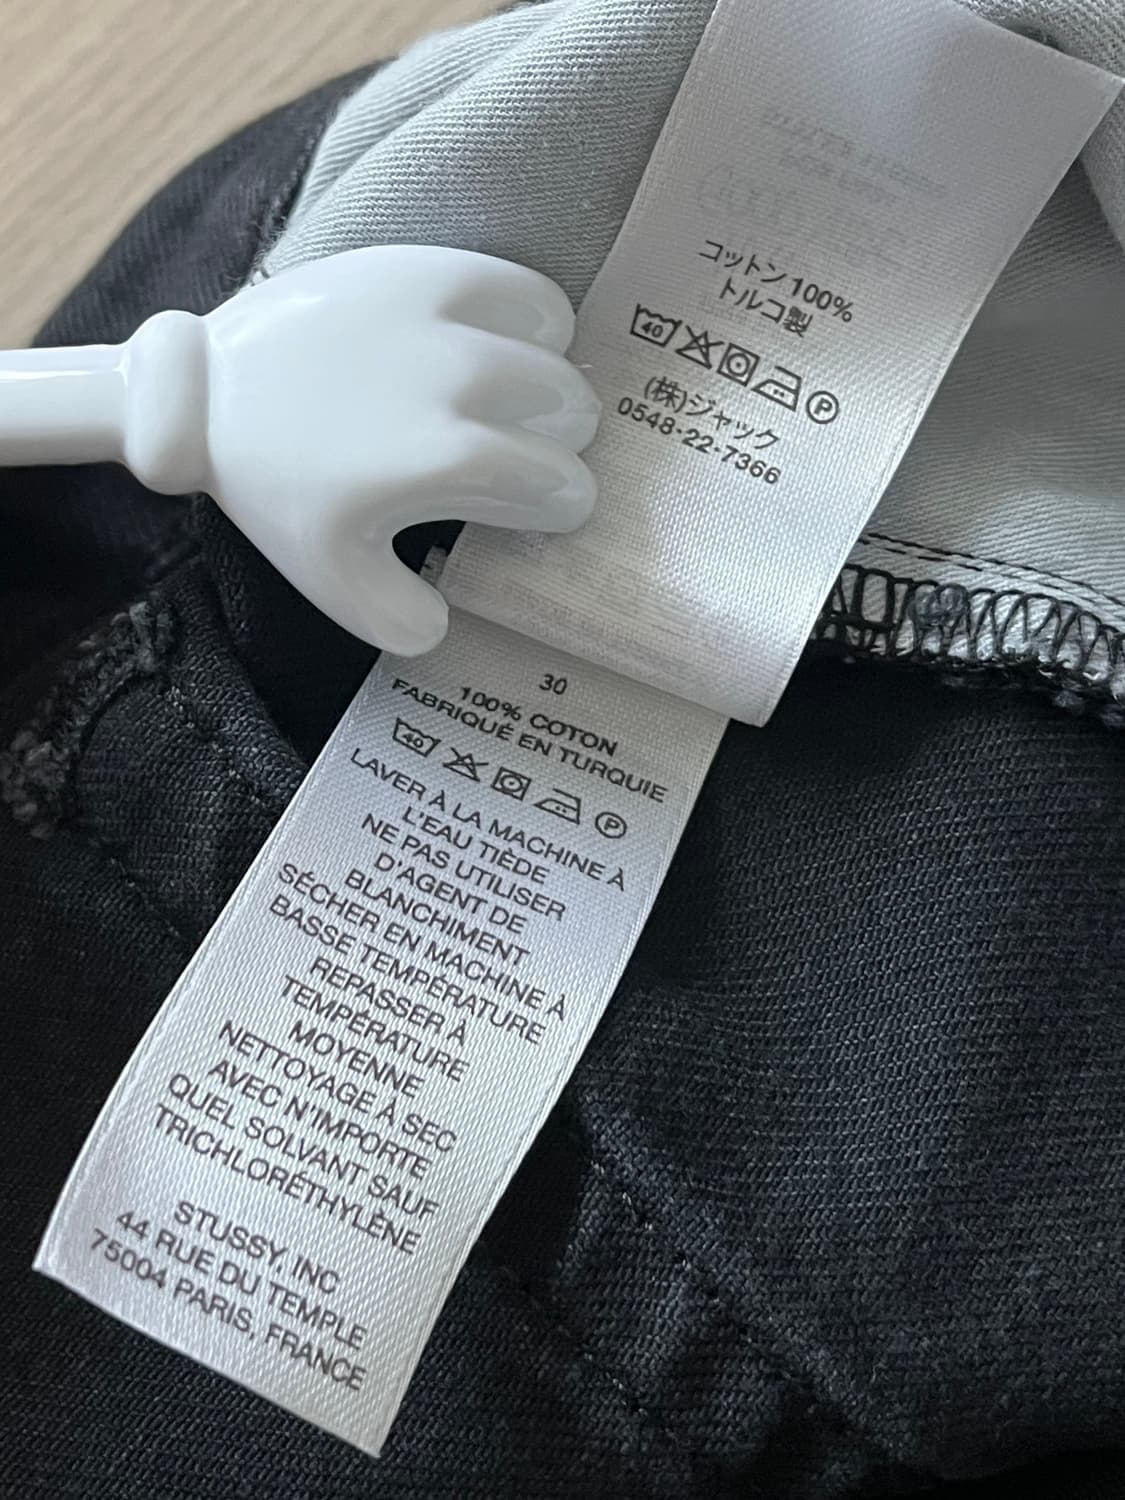 コットン100%
トルコ製
40 P
(株)ジャック
0548-22-7366
30
100% COTON
FABRIQUÉ EN TURQUIE
40 P
LAVER À LA MACHINE À
L'EAU TIÈDE
NE PAS UTILISER
D'AGENT DE
BLANCHIMENT
SÉCHER EN MACHINE À
BASSE TEMPÉRATURE
REPASSER À
TEMPÉRATURE
MOYENNE
NETTOYAGE À SEC
AVEC N'IMPORTE
QUEL SOLVANT SAUF
TRICHLORÉTHYLÈNE
STUSSY, INC
44 RUE DU TEMPLE
75004 PARIS, FRANCE